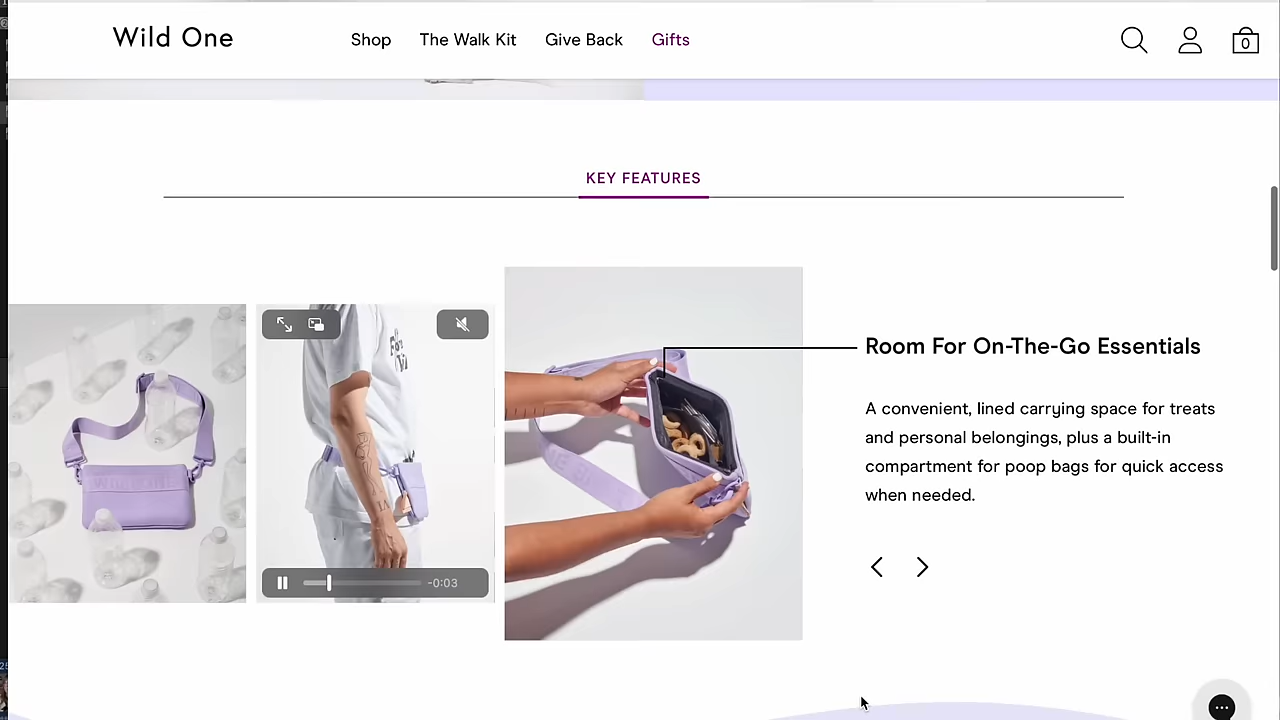 Wild One
Shop
The Walk Kit
Give Back
Gifts
0
KEY FEATURES
Room For On-The-Go Essentials
A convenient, lined carrying space for treats
and personal belongings, plus a built-in
compartment for poop bags for quick access
when needed.
-0:03